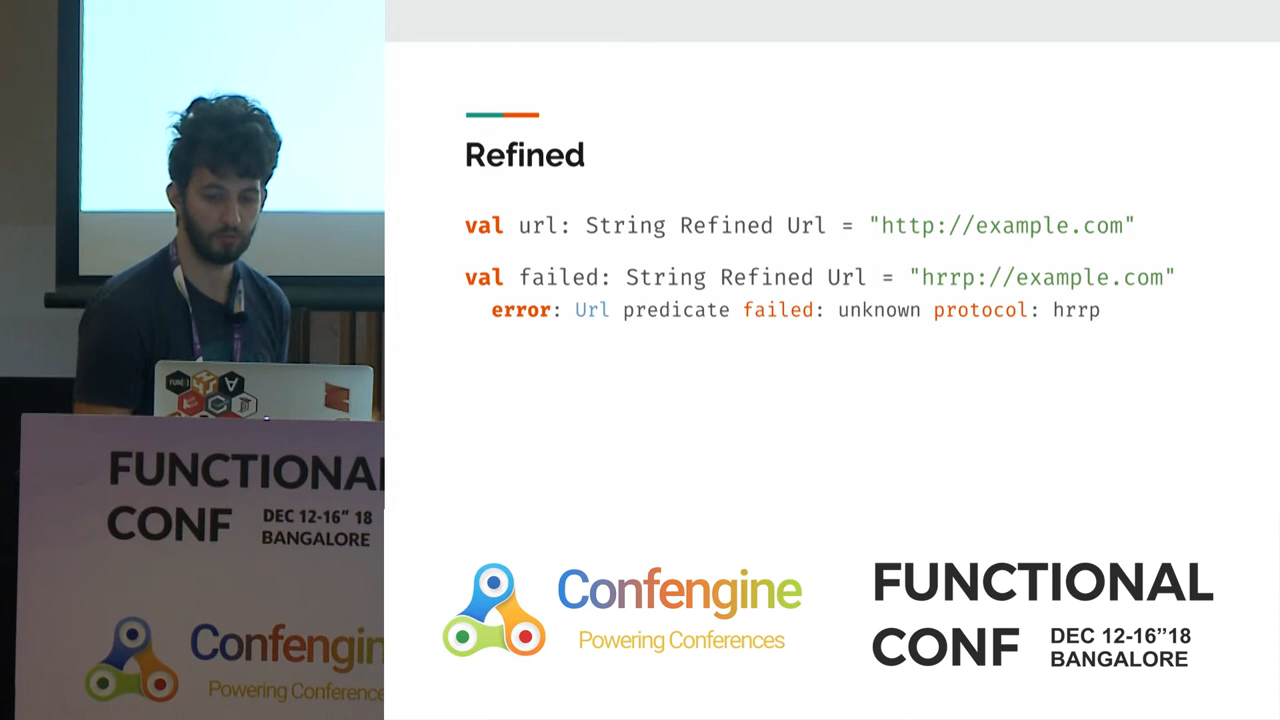 Refined
val url: String Refined Url = "http://example.com"
val failed: String Refined Url = "hrrp://example.com"
error: Url predicate failed: unknown protocol: hrrp
Confengine
Powering Conferences
FUNCTIONAL
CONF
DEC 12-16”18
BANGALORE
FUNCTIONA
CONF
DEC 12-16” 18
BANGALORE
Confengin
Powering Conference